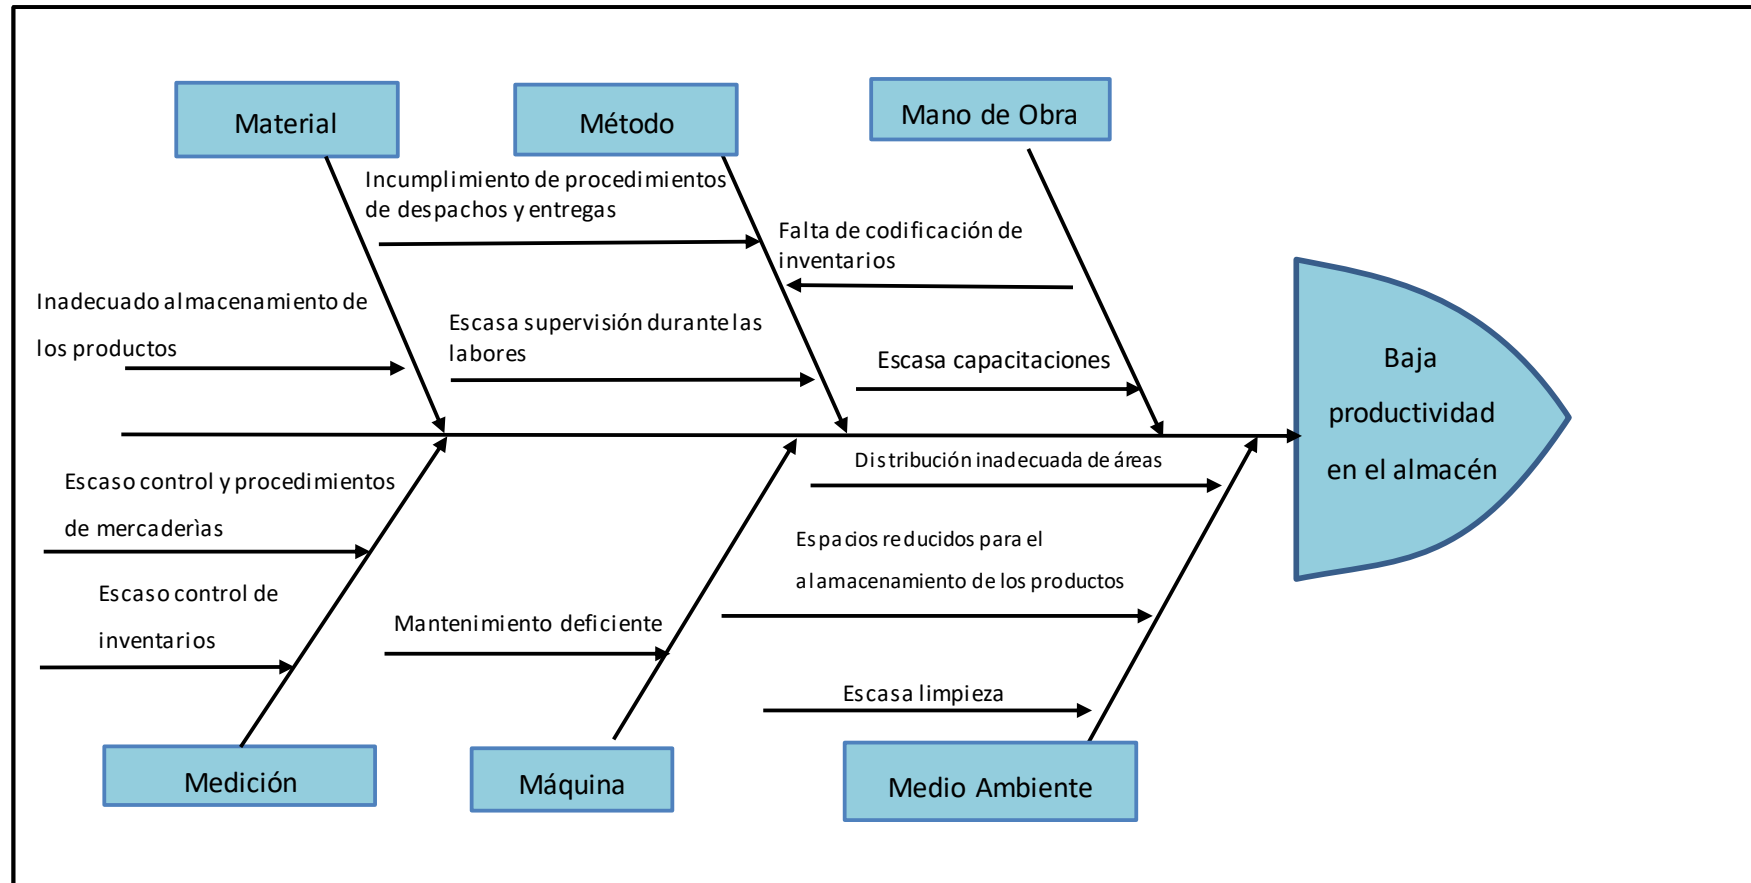 Material
Método
Mano de Obra
Incumplimiento de procedimientos
de despachos y entregas
Falta de codificación de
inventarios
Inadecuado almacenamiento de
los productos
Escasa supervisión durante las
labores
Escasa capacitaciones
Baja
productividad
en el almacén
Distribución inadecuada de áreas
Escaso control y procedimientos
de mercaderìas
Espacios reducidos para el
alamacenamiento de los productos
Escaso control de
inventarios
Mantenimiento deficiente
Escasa limpieza
Medición
Máquina
Medio Ambiente